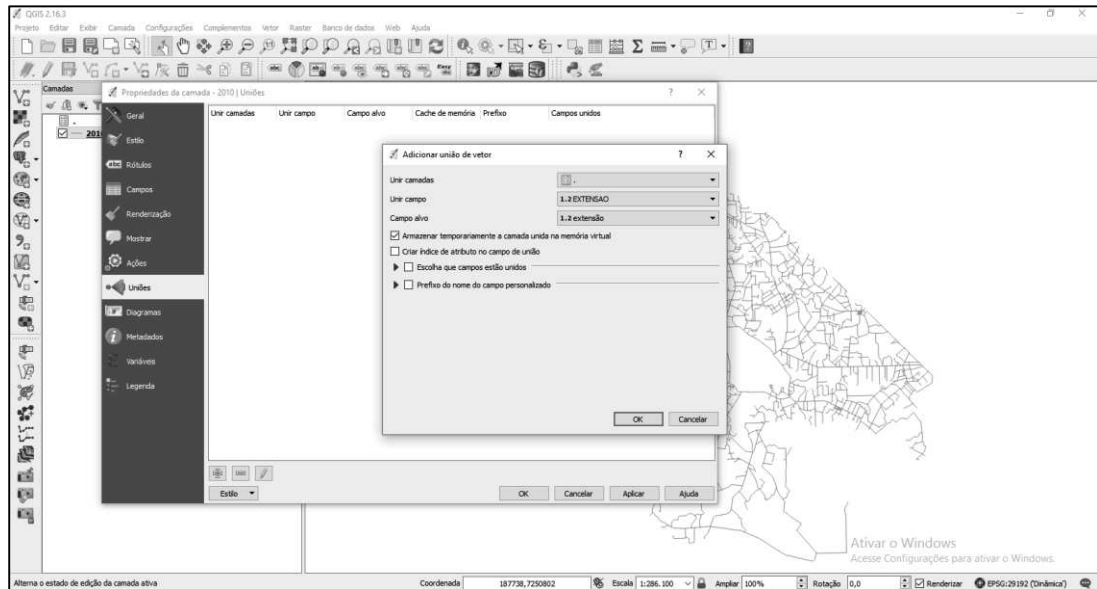 QGIS 2.16.3
Projeto Editar Exibir Camada Configurações Complementos Vetor Raster Banco de dados Web Ajuda
Camadas
.
Propriedades da camada - 2010 | Uniões
Geral
Estilo
Rótulos
Campos
Renderização
Mostrar
Ações
Uniões
Diagramas
Metadados
Variáveis
Legenda
Unir camadas Unir campo Campo alvo Cache de memória Prefixo Campos unidos
Adicionar união de vetor
Unir camadas .
Unir campo 1.2 EXTENSAO
Campo alvo 1.2 extensão
Armazenar temporariamente a camada unida na memória virtual
Criar índice de atributo no campo de união
Escolha que campos estão unidos
Prefixo do nome do campo personalizado
OK Cancelar
Estilo OK Cancelar Aplicar Ajuda
Ativar o Windows
Acesse Configurações para ativar o Windows.
Alterna o estado de edição da camada ativa Coordenada 187738,7250802 Escala 1:286.100 Ampliar 100% Rotação 0,0 Renderizar EPSG:29192 ('Dinâmica')